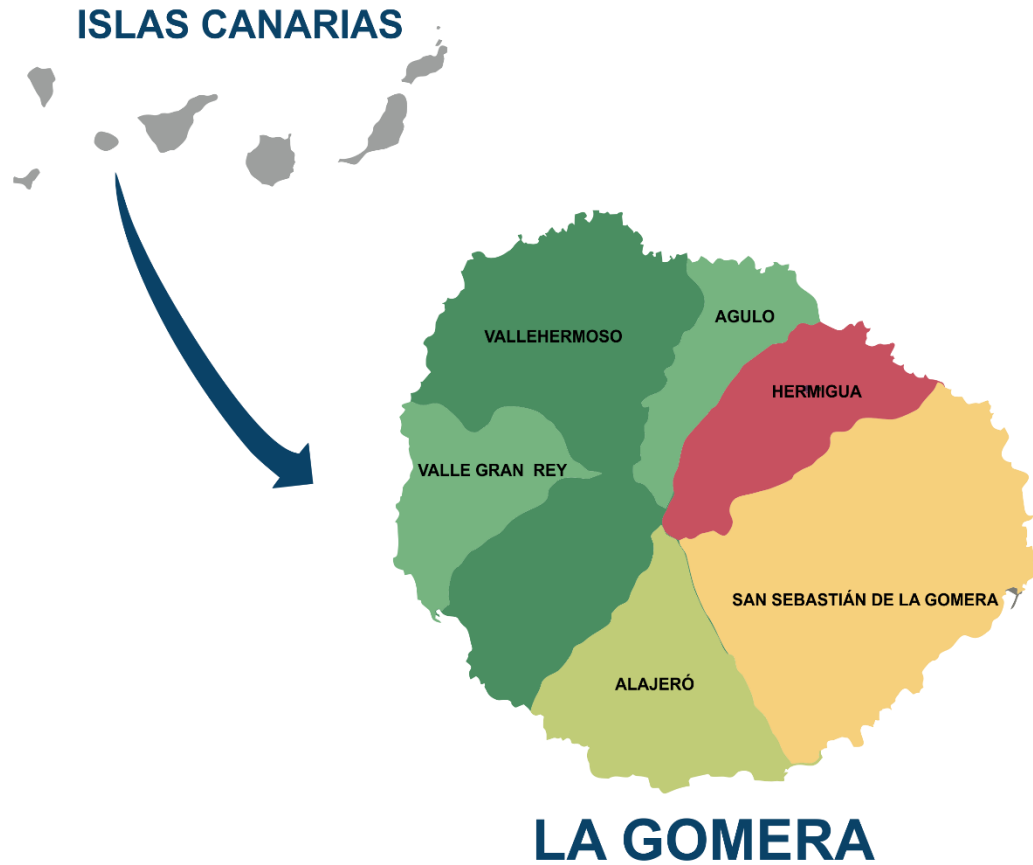 ISLAS CANARIAS
AGULO
VALLEHERMOSO
HERMIGUA
VALLE GRAN REY
SAN SEBASTIÁN DE LA GOMERA
ALAJERÓ
LA GOMERA